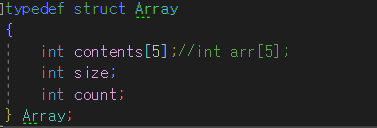 typedef struct Array
{
int contents[5];//int arr[5];
int size;
int count;
} Array;